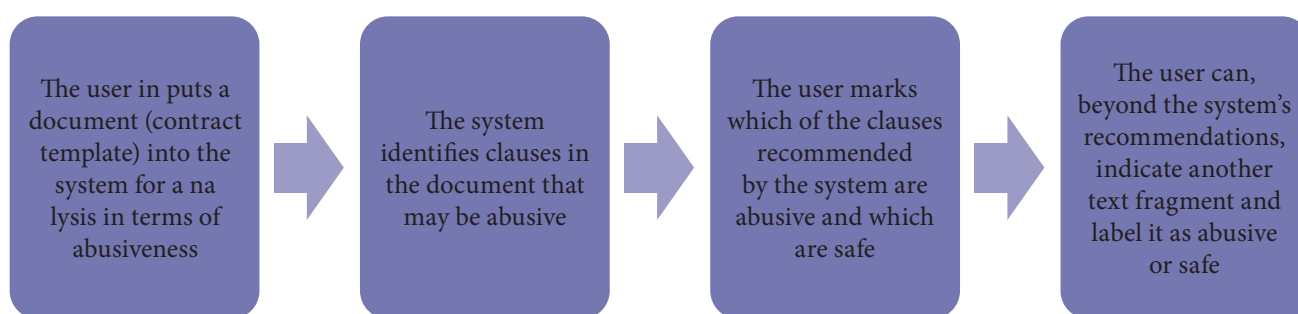 The user in puts a
document (contract
template) into the
system for a na
lysis in terms of
abusiveness
The system
identifies clauses in
the document that
may be abusive
The user marks
which of the clauses
recommended
by the system are
abusive and which
are safe
The user can,
beyond the system’s
recommendations,
indicate another
text fragment and
label it as abusive
or safe